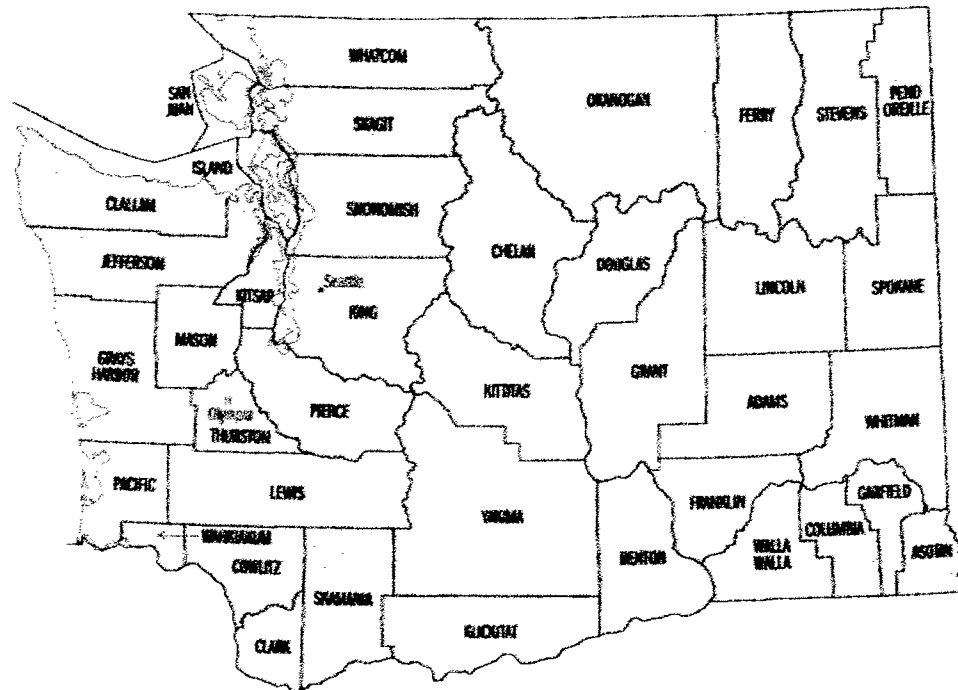 WHATCOM
OKANOGAN
FERRY
STEVENS
PEND
OREILLE
SAN
JUAN
SKAGIT
ISLAND
CLALLAM
SNOHOMISH
CHELAN
DOUGLAS
JEFFERSON
KITSAP
Seattle
KING
LINCOLN
SPOKANE
MASON
GRAYS
HARBOR
KITTITAS
GRANT
PIERCE
ADAMS
WHITMAN
Olympia
THURSTON
PACIFIC
LEWIS
YAKIMA
FRANKLIN
GARFIELD
COLUMBIA
WAHKIAKUM
COWLITZ
BENTON
WALLA
WALLA
ASOTIN
SKAMANIA
CLARK
KLICKITAT